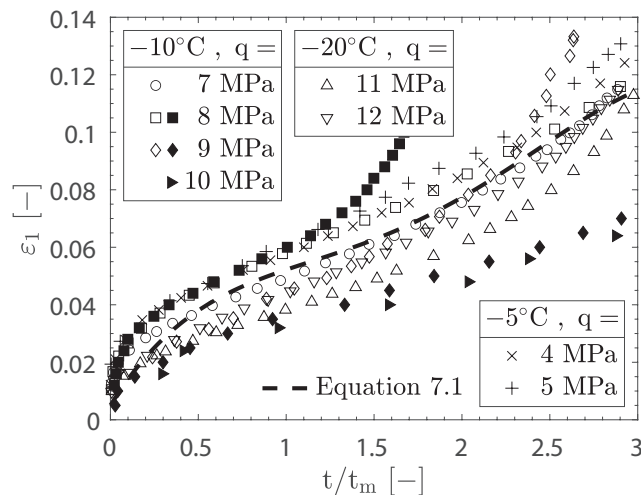 0.14
0.12
0.1
0.08
0.06
0.04
0.02
0
ε₁ [−]
−10°C , q =
○ 7 MPa
□ ■ 8 MPa
◇ ◆ 9 MPa
▶ 10 MPa
−20°C , q =
△ 11 MPa
▽ 12 MPa
−5°C , q =
× 4 MPa
+ 5 MPa
Equation 7.1
0 0.5 1 1.5 2 2.5 3
t/tₘ [−]